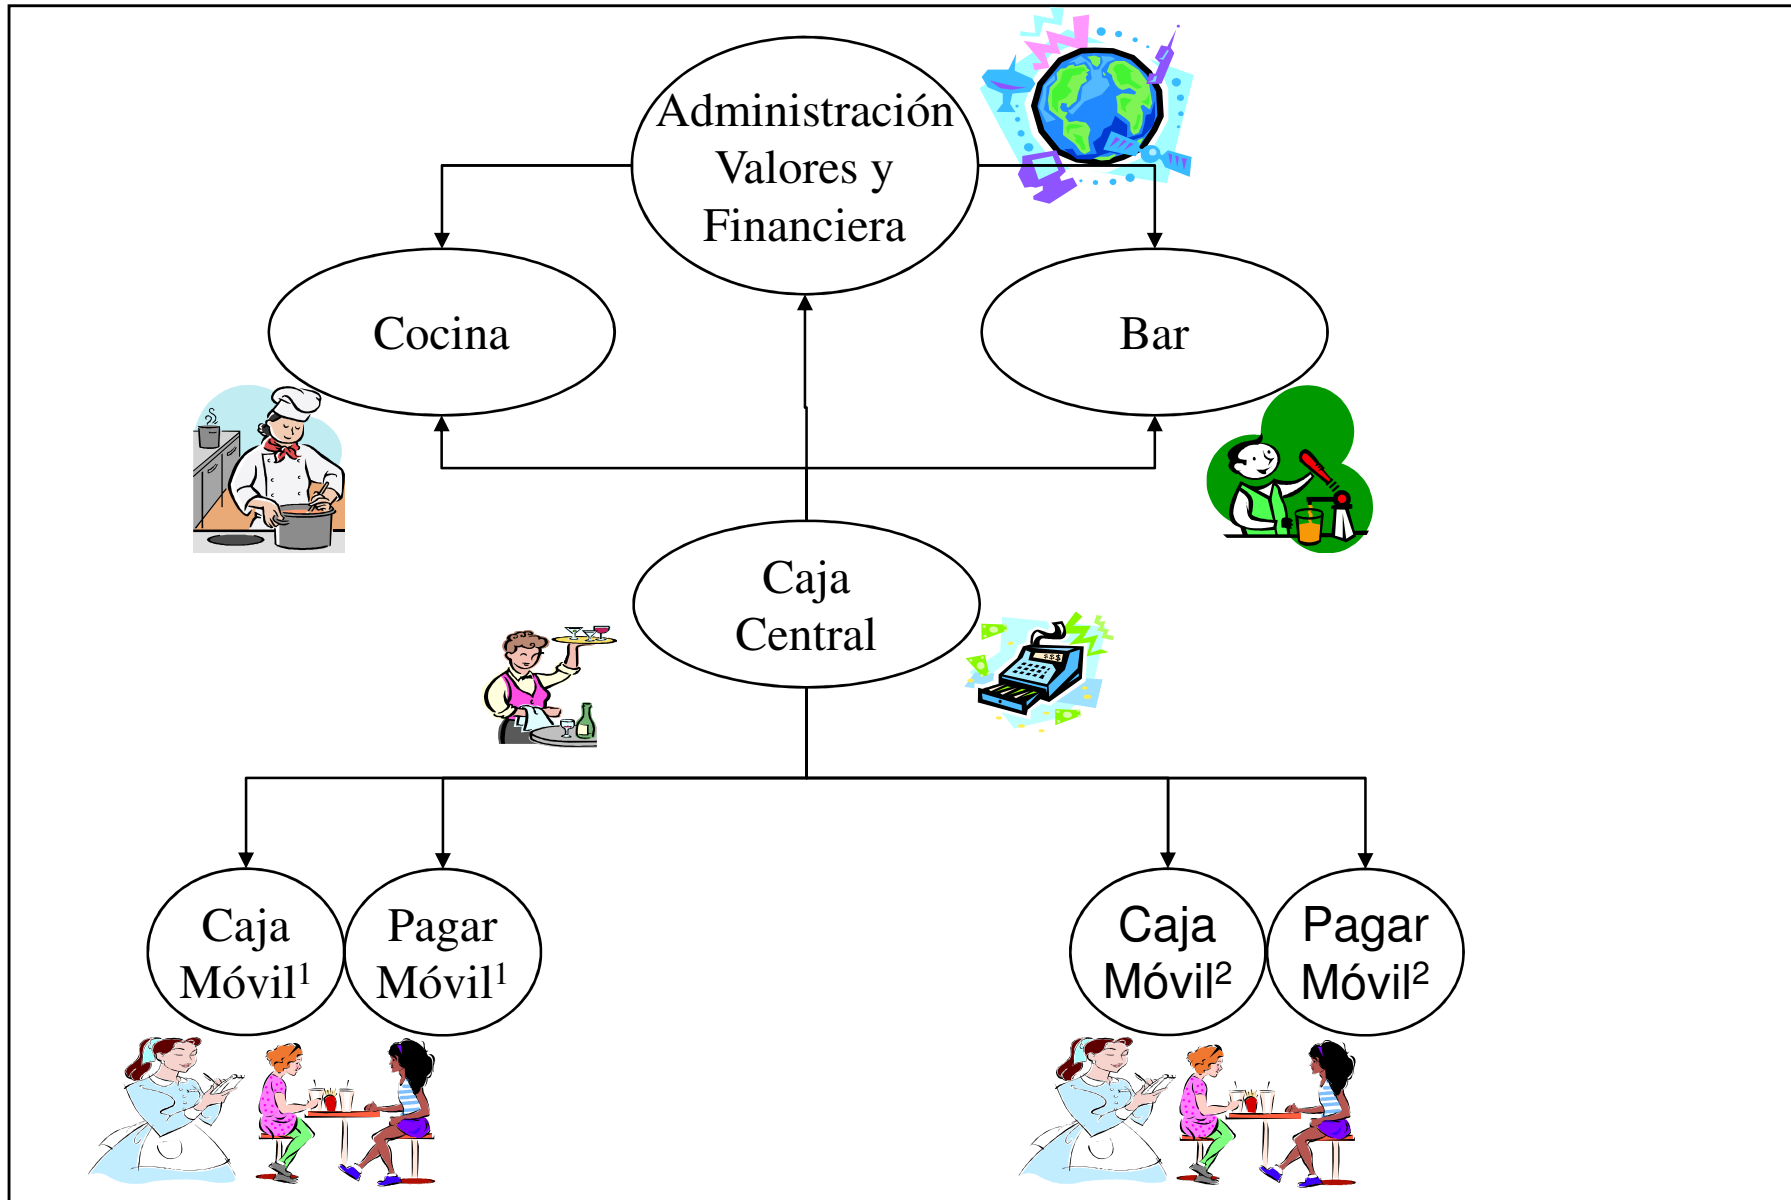 Administración
Valores y
Financiera
Cocina
Bar
Caja
Central
Caja
Móvil¹
Pagar
Móvil¹
Caja
Móvil²
Pagar
Móvil²